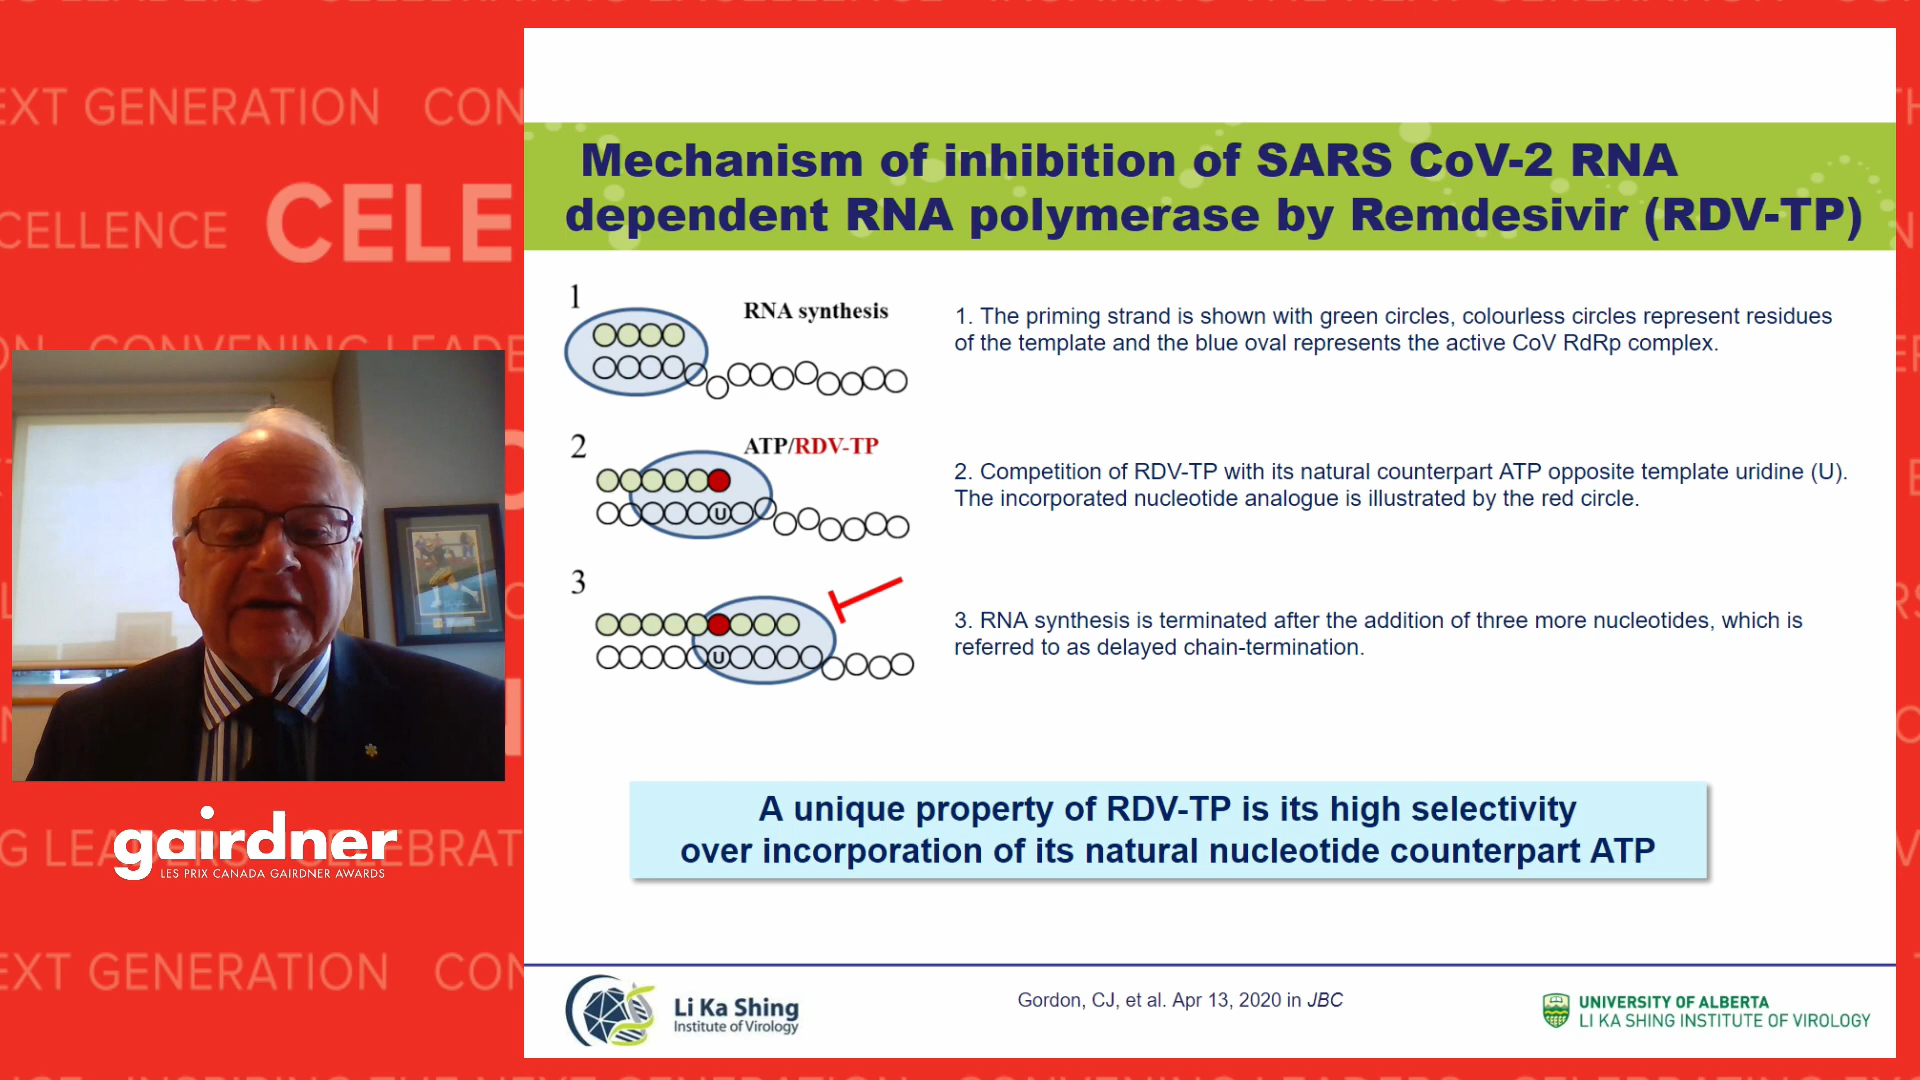 EXT GENERATION CON
CELLENCE CELE
Mechanism of inhibition of SARS CoV-2 RNA
dependent RNA polymerase by Remdesivir (RDV-TP)
1
RNA synthesis
1. The priming strand is shown with green circles, colourless circles represent residues
of the template and the blue oval represents the active CoV RdRp complex.
2
ATP/RDV-TP
U
2. Competition of RDV-TP with its natural counterpart ATP opposite template uridine (U).
The incorporated nucleotide analogue is illustrated by the red circle.
3
U
3. RNA synthesis is terminated after the addition of three more nucleotides, which is
referred to as delayed chain-termination.
A unique property of RDV-TP is its high selectivity
over incorporation of its natural nucleotide counterpart ATP
gairdner
LES PRIX CANADA GAIRDNER AWARDS
EXT GENERATION CON
Li Ka Shing
Institute of Virology
Gordon, CJ, et al. Apr 13, 2020 in JBC
UNIVERSITY OF ALBERTA
LI KA SHING INSTITUTE OF VIROLOGY